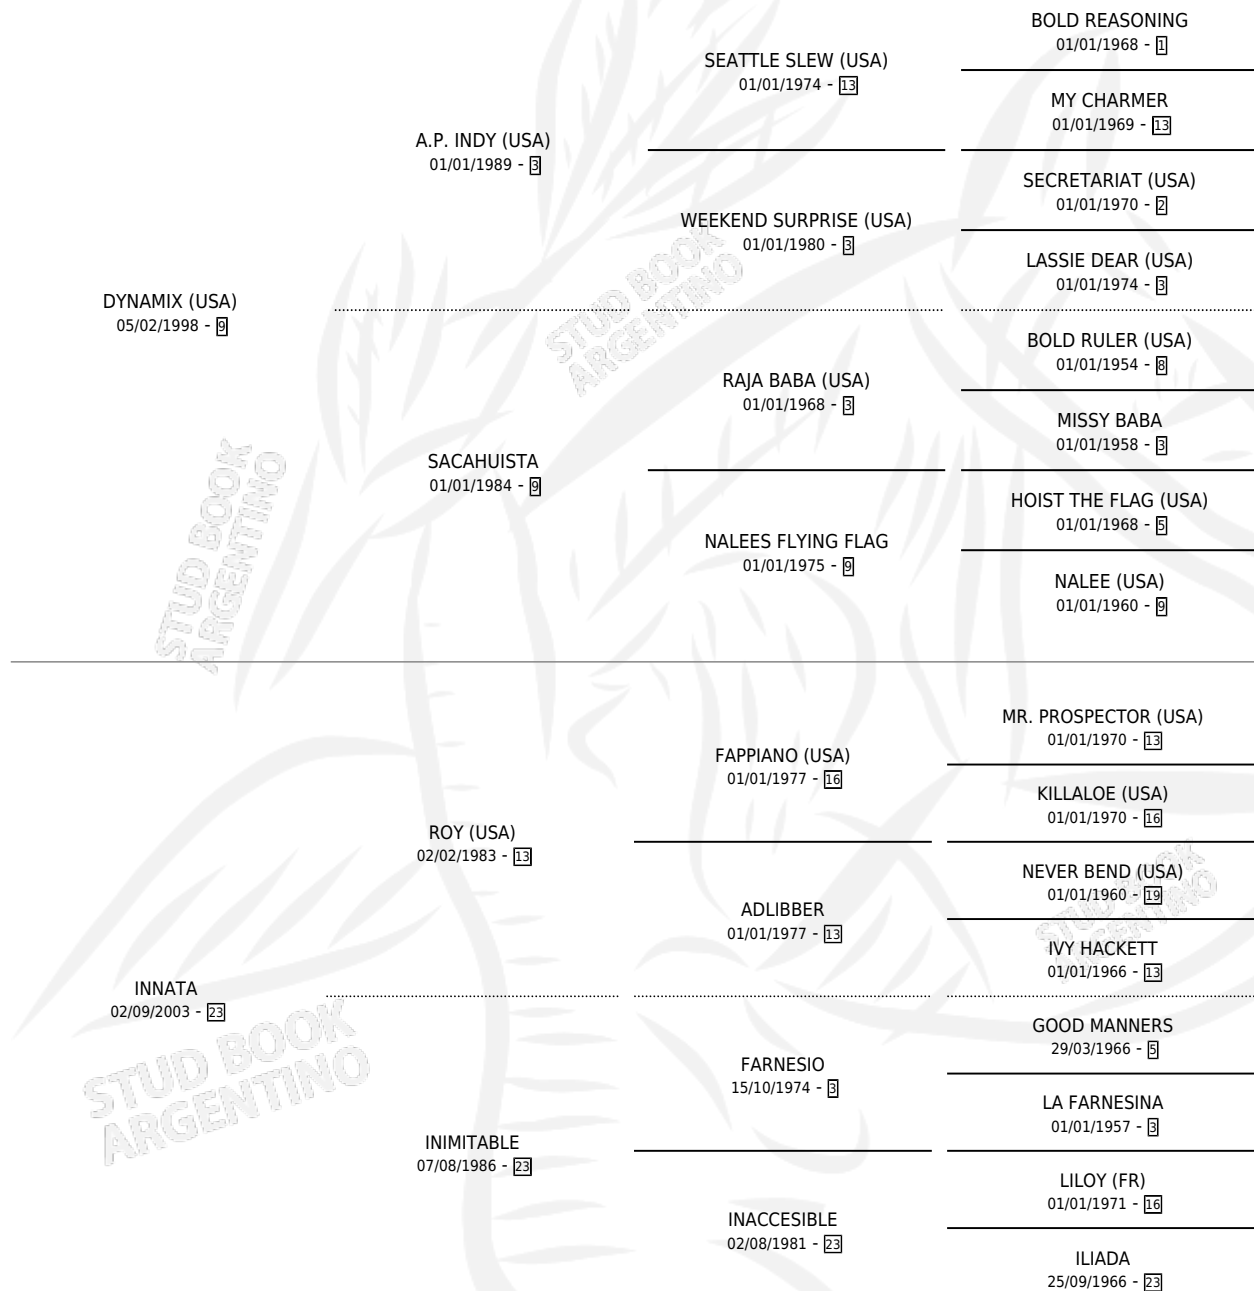 BOLD REASONING
01/01/1968 - 1
SEATTLE SLEW (USA)
01/01/1974 - 13
MY CHARMER
01/01/1969 - 13
A.P. INDY (USA)
01/01/1989 - 3
SECRETARIAT (USA)
01/01/1970 - 2
WEEKEND SURPRISE (USA)
01/01/1980 - 3
LASSIE DEAR (USA)
01/01/1974 - 3
DYNAMIX (USA)
05/02/1998 - 9
STUD BOOK
ARGENTINO
BOLD RULER (USA)
01/01/1954 - 8
RAJA BABA (USA)
01/01/1968 - 3
MISSY BABA
01/01/1958 - 3
SACAHUISTA
01/01/1984 - 9
HOIST THE FLAG (USA)
01/01/1968 - 5
NALEES FLYING FLAG
01/01/1975 - 9
NALEE (USA)
01/01/1960 - 9
STUD BOOK
ARGENTINO
MR. PROSPECTOR (USA)
01/01/1970 - 13
FAPPIANO (USA)
01/01/1977 - 16
KILLALOE (USA)
01/01/1970 - 16
ROY (USA)
02/02/1983 - 13
NEVER BEND (USA)
01/01/1960 - 19
ADLIBBER
01/01/1977 - 13
STUD BOOK
ARGENTINO
IVY HACKETT
01/01/1966 - 13
INNATA
02/09/2003 - 23
STUD BOOK
ARGENTINO
GOOD MANNERS
29/03/1966 - 5
FARNESIO
15/10/1974 - 3
LA FARNESINA
01/01/1957 - 3
INIMITABLE
07/08/1986 - 23
LILOY (FR)
01/01/1971 - 16
INACCESIBLE
02/08/1981 - 23
ILIADA
25/09/1966 - 23